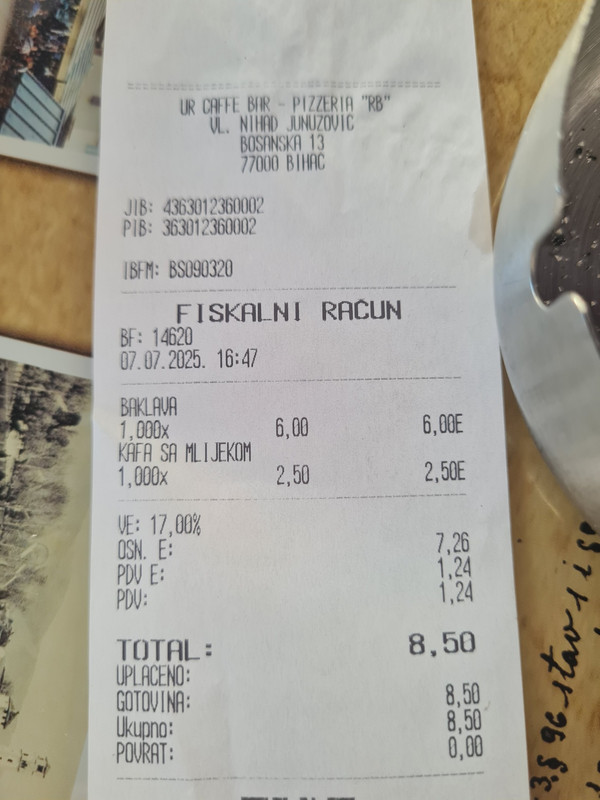 UR CAFFE BAR - PIZZERIA "RB"
VL. NIHAD JUNUZOVIC
BOSANSKA 13
77000 BIHAC
JIB: 4363012360002
PIB: 363012360002
IBFM: BS090320
FISKALNI RAČUN
BF: 14620
07.07.2025. 16:47
BAKLAVA
1,000x 6,00 6,00E
KAFA SA MLIJEKOM
1,000x 2,50 2,50E
VE: 17,00%
OSN. E: 7,26
PDV E: 1,24
PDV: 1,24
TOTAL: 8,50
UPLAĆENO:
GOTOVINA: 8,50
Ukupno: 8,50
POVRAT: 0,00